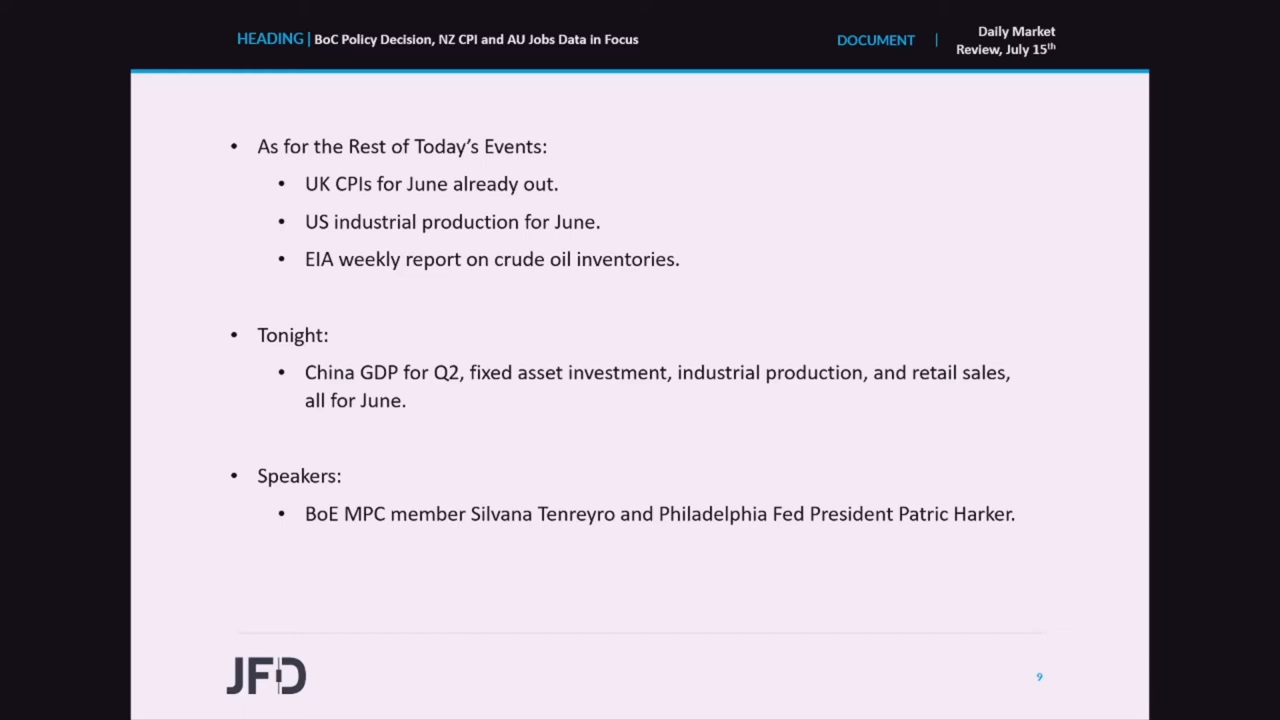 HEADING | BoC Policy Decision, NZ CPI and AU Jobs Data in Focus
DOCUMENT | Daily Market
Review, July 15th
• As for the Rest of Today’s Events:
• UK CPIs for June already out.
• US industrial production for June.
• EIA weekly report on crude oil inventories.
• Tonight:
• China GDP for Q2, fixed asset investment, industrial production, and retail sales,
all for June.
• Speakers:
• BoE MPC member Silvana Tenreyro and Philadelphia Fed President Patric Harker.
JFD
9